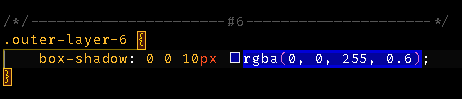 /*/-------------------------#6------------------------*/
.outer-layer-6 {
    box-shadow: 0 0 10px rgba(0, 0, 255, 0.6);
}